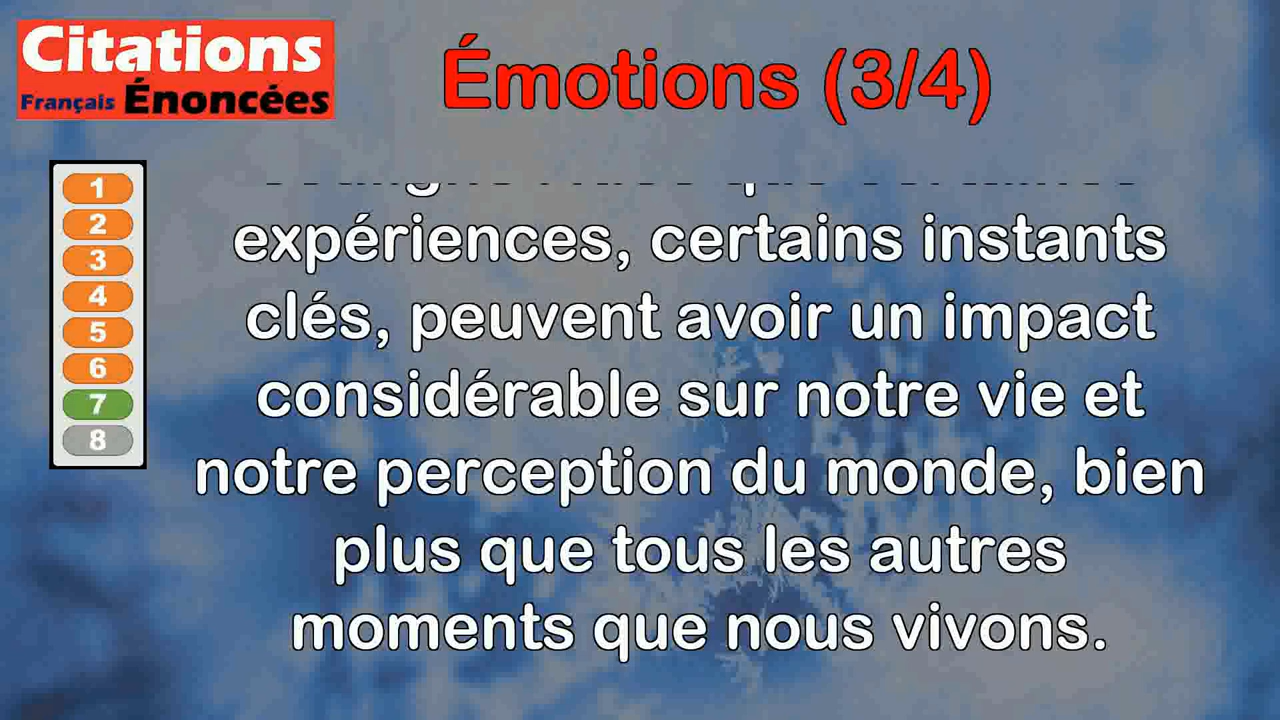 Citations
Français Énoncées
Émotions (3/4)
1
2
3
4
5
6
7
8
expériences, certains instants
clés, peuvent avoir un impact
considérable sur notre vie et
notre perception du monde, bien
plus que tous les autres
moments que nous vivons.